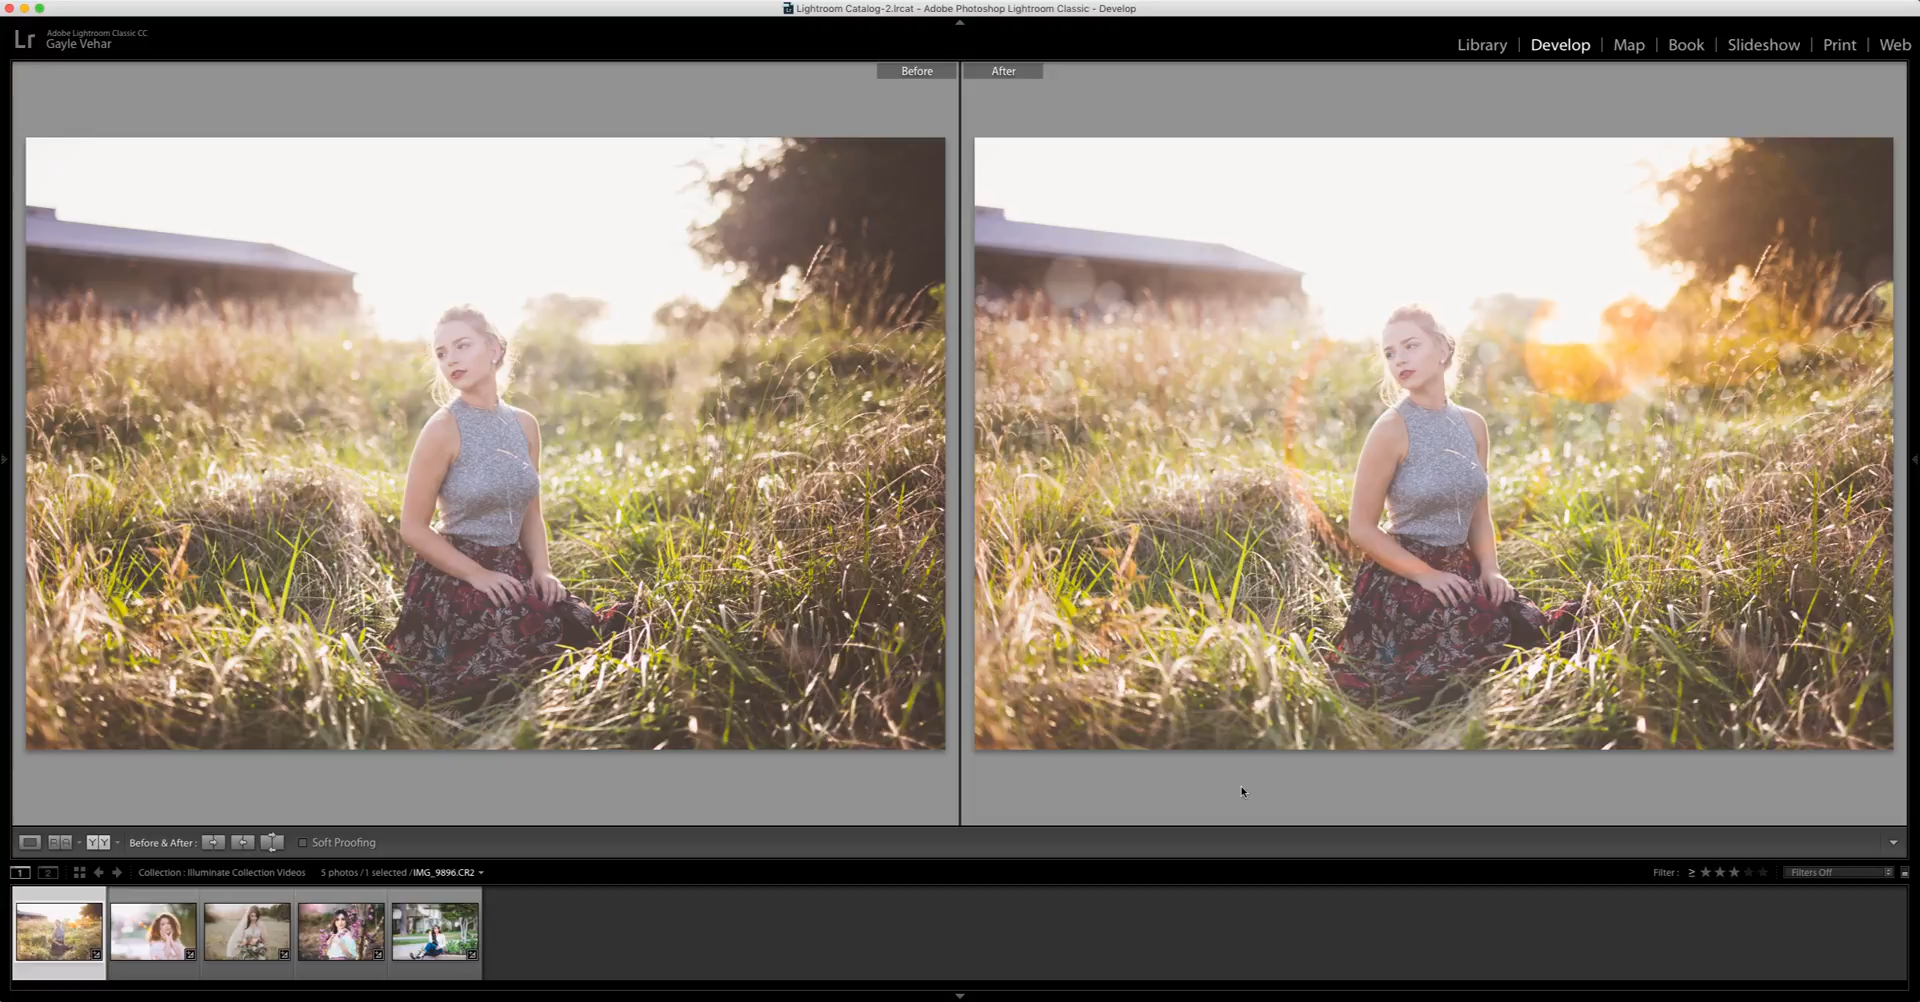 Lightroom Catalog-2.lrcat - Adobe Photoshop Lightroom Classic - Develop
Lr
Adobe Lightroom Classic CC
Gayle Vehar
Library | Develop | Map | Book | Slideshow | Print | Web
Before
After
YY
Before & After :
Soft Proofing
1
2
Collection : Illuminate Collection Videos
5 photos / 1 selected / IMG_9896.CR2
Filter : ≥ ★★★★★
Filters Off